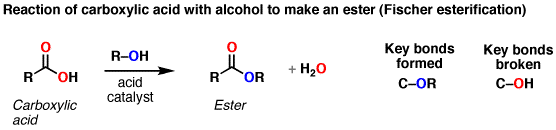 Reaction of carboxylic acid with alcohol to make an ester (Fischer esterification)
O
R
OH
Carboxylic
acid
R–OH
acid
catalyst
O
R
OR
Ester
+ H₂O
Key bonds
formed
C–OR
Key bonds
broken
C–OH